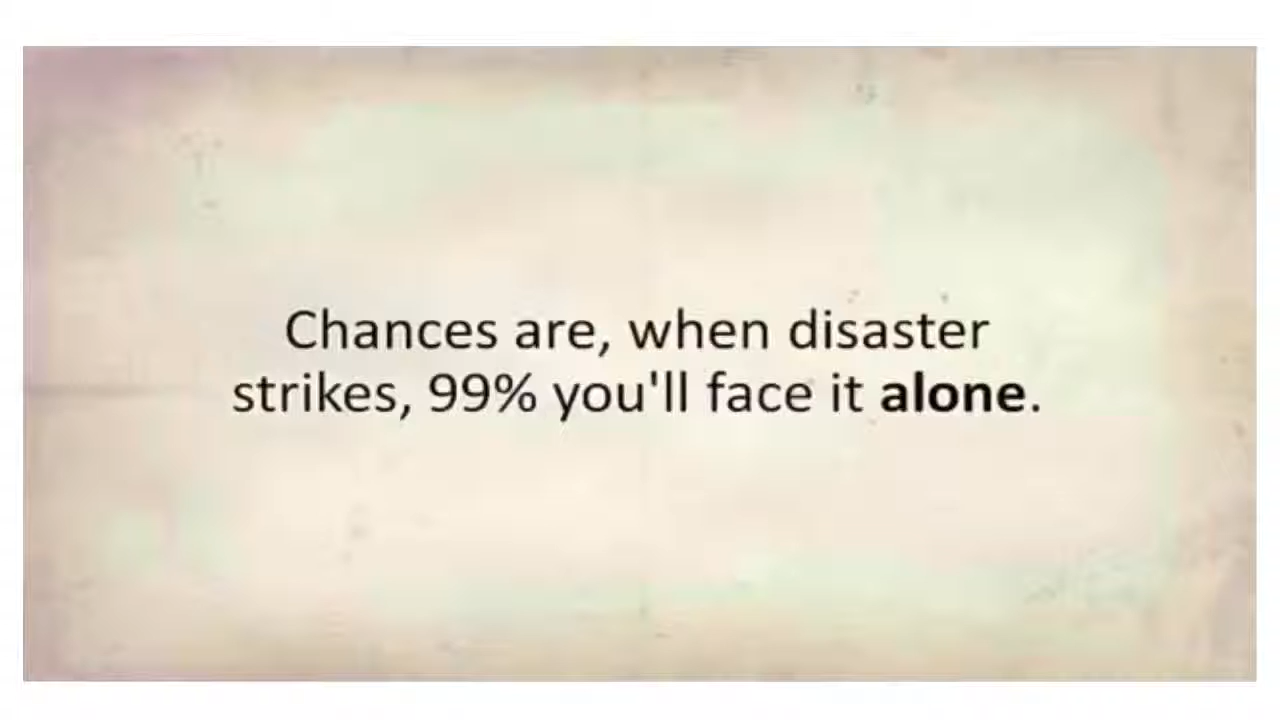 Chances are, when disaster
strikes, 99% you'll face it alone.